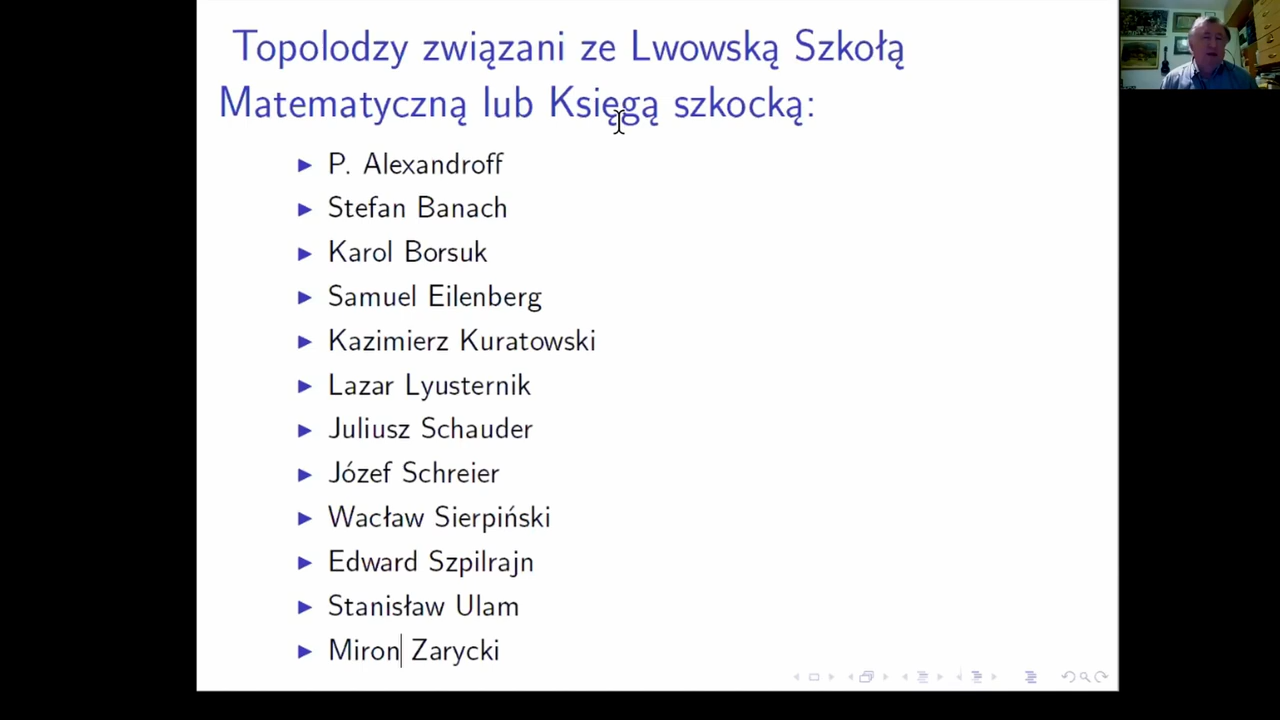 Topolodzy związani ze Lwowską Szkołą
Matematyczną lub Księgą szkocką:
P. Alexandroff
Stefan Banach
Karol Borsuk
Samuel Eilenberg
Kazimierz Kuratowski
Lazar Lyusternik
Juliusz Schauder
Józef Schreier
Wacław Sierpiński
Edward Szpilrajn
Stanisław Ulam
Miron Zarycki